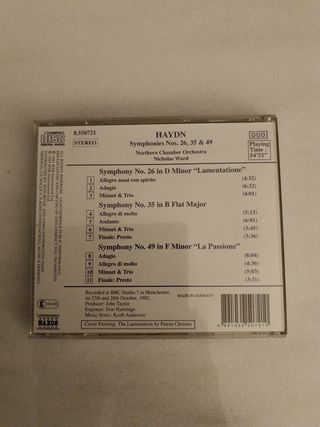 8.550721
STEREO
HAYDN
Symphonies Nos. 26, 35 & 49
Northern Chamber Orchestra
Nicholas Ward
DDD
Playing
Time :
54'51"
Symphony No. 26 in D Minor "Lamentatione"
1 Allegro assai con spirito (4:32)
2 Adagio (6:32)
3 Minuet & Trio (4:01)
Symphony No. 35 in B Flat Major
4 Allegro di molto (5:13)
5 Andante (6:01)
6 Minuet & Trio (3:45)
7 Finale: Presto (3:36)
Symphony No. 49 in F Minor "La Passione"
8 Adagio (8:04)
9 Allegro di molto (4:36)
10 Minuet & Trio (5:03)
11 Finale: Presto (3:11)
Recorded at BBC Studio 7 in Manchester,
on 27th and 28th October, 1992.
Producer: John Taylor
Engineer: Don Hartridge
Music Notes: Keith Anderson
MADE IN GERMANY
Cover Painting: The Lamentation by Petrus Christus
NAXOS